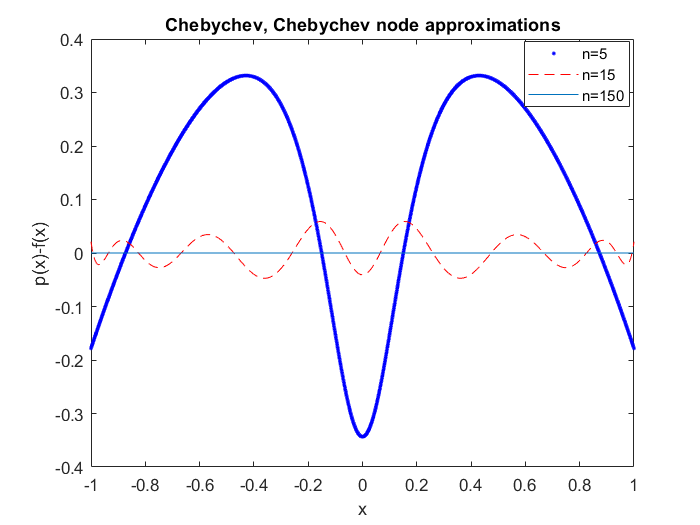 Chebychev, Chebychev node approximations
0.4
0.3
0.2
0.1
0
-0.1
-0.2
-0.3
-0.4
p(x)-f(x)
n=5
n=15
n=150
-1 -0.8 -0.6 -0.4 -0.2 0 0.2 0.4 0.6 0.8 1
x